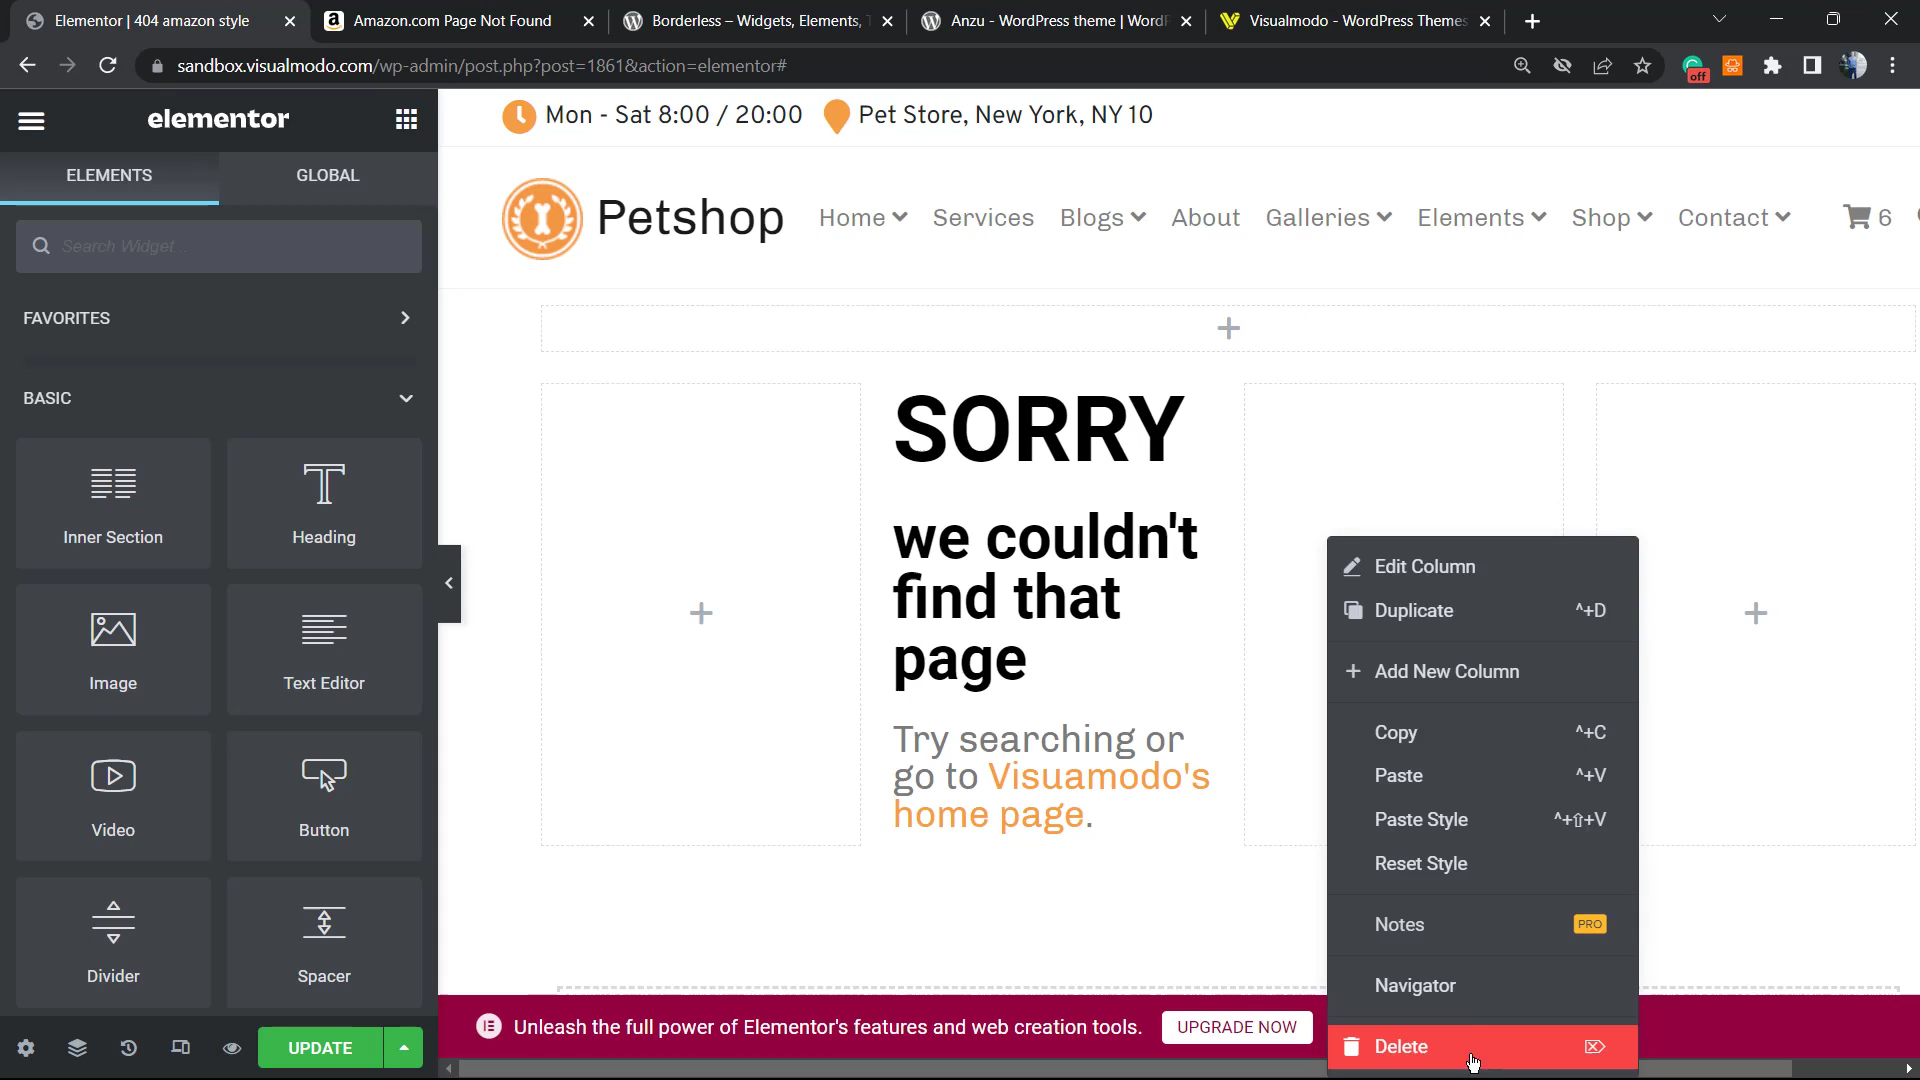 Elementor | 404 amazon style
Amazon.com Page Not Found
Borderless – Widgets, Elements,
Anzu - WordPress theme | Word
Visualmodo - WordPress Themes
sandbox.visualmodo.com/wp-admin/post.php?post=1861&action=elementor#
off
elementor
Mon - Sat 8:00 / 20:00
Pet Store, New York, NY 10
ELEMENTS
GLOBAL
Search Widget...
Petshop
Home
Services
Blogs
About
Galleries
Elements
Shop
Contact
6
FAVORITES
BASIC
Inner Section
Heading
Image
Text Editor
Video
Button
Divider
Spacer
SORRY
we couldn't
find that
page
Try searching or
go to Visuamodo's
home page.
Edit Column
Duplicate ^+D
Add New Column
Copy ^+C
Paste ^+V
Paste Style ^+⇧+V
Reset Style
Notes PRO
Navigator
Delete ⌦
Unleash the full power of Elementor's features and web creation tools.
UPGRADE NOW
UPDATE